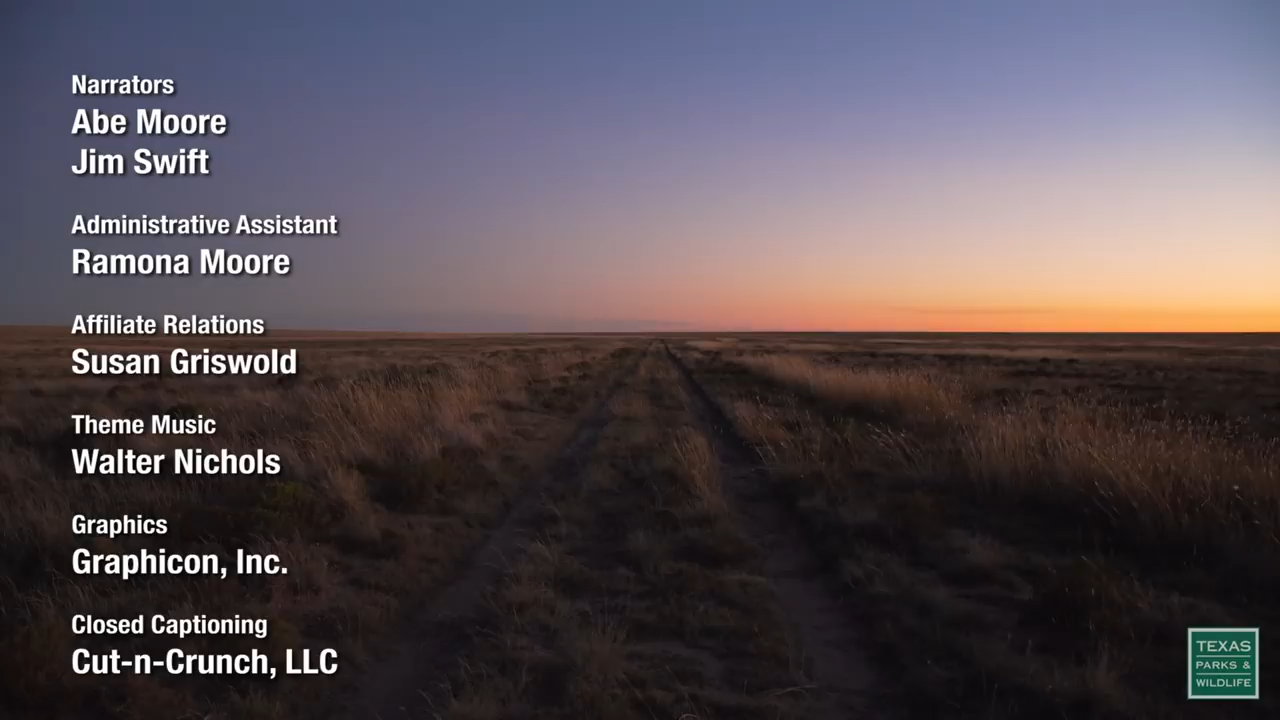 Narrators
Abe Moore
Jim Swift
Administrative Assistant
Ramona Moore
Affiliate Relations
Susan Griswold
Theme Music
Walter Nichols
Graphics
Graphicon, Inc.
Closed Captioning
Cut-n-Crunch, LLC
TEXAS
PARKS &
WILDLIFE